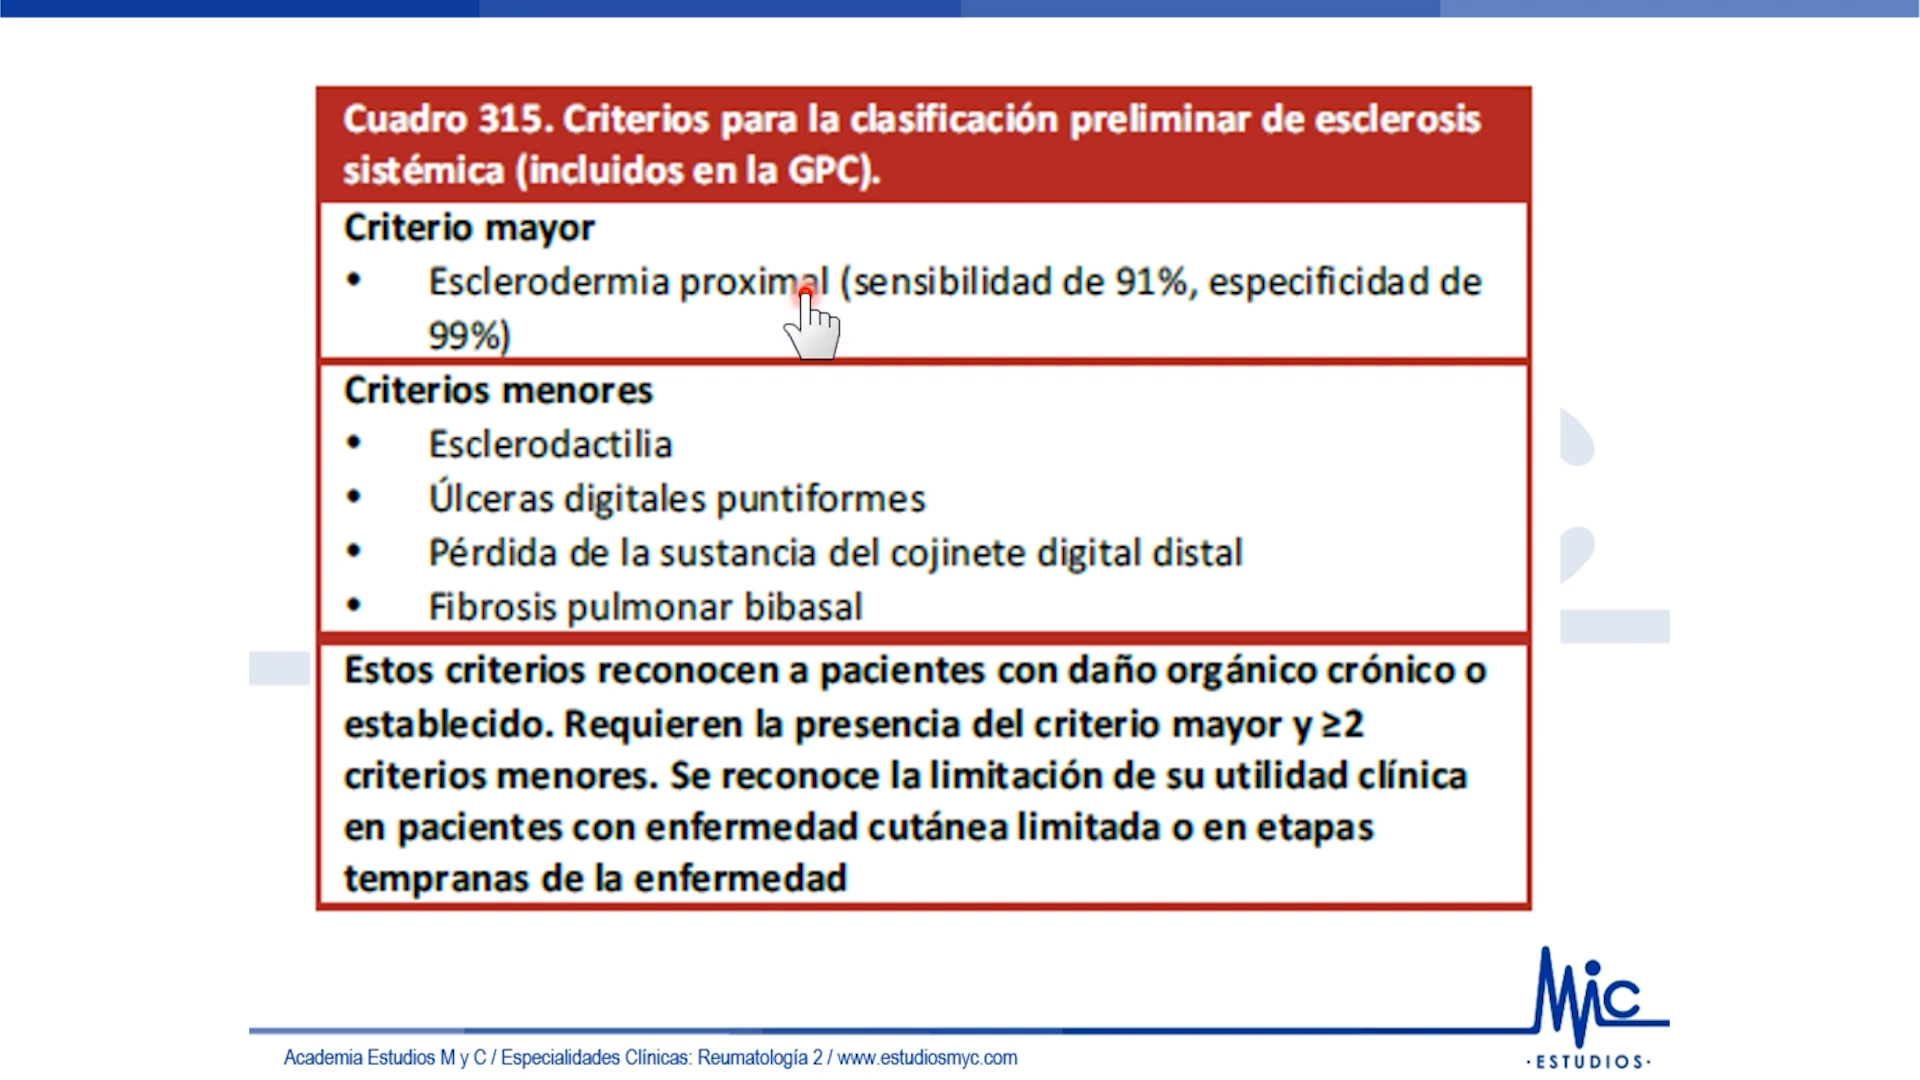 Cuadro 315. Criterios para la clasificación preliminar de esclerosis
sistémica (incluidos en la GPC).
Criterio mayor
• Esclerodermia proximal (sensibilidad de 91%, especificidad de
99%)
Criterios menores
• Esclerodactilia
• Úlceras digitales puntiformes
• Pérdida de la sustancia del cojinete digital distal
• Fibrosis pulmonar bibasal
Estos criterios reconocen a pacientes con daño orgánico crónico o
establecido. Requieren la presencia del criterio mayor y ≥2
criterios menores. Se reconoce la limitación de su utilidad clínica
en pacientes con enfermedad cutánea limitada o en etapas
tempranas de la enfermedad
MiC
·ESTUDIOS·
Academia Estudios M y C / Especialidades Clínicas: Reumatología 2 / www.estudiosmyc.com